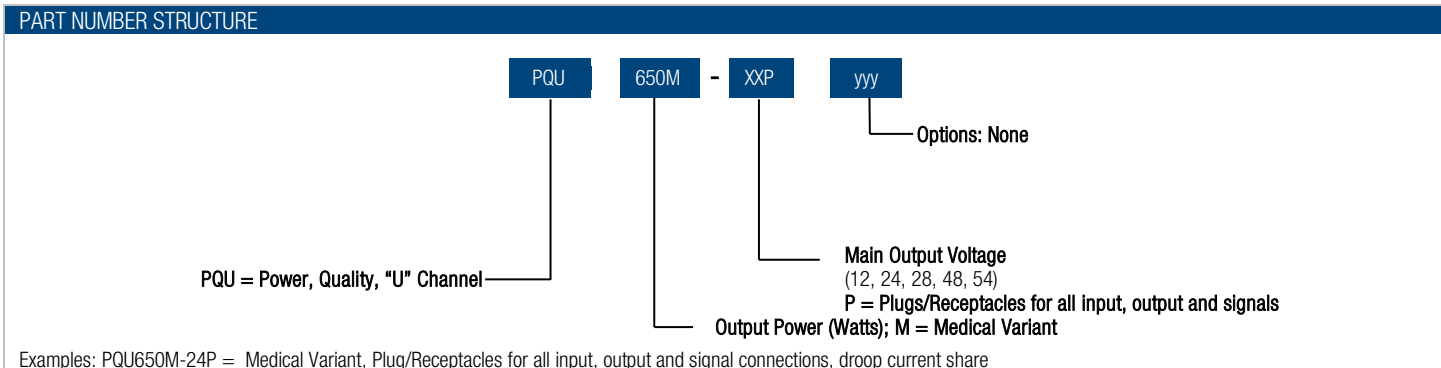 PART NUMBER STRUCTURE
PQU 650M - XXP yyy
Options: None
Main Output Voltage
(12, 24, 28, 48, 54)
PQU = Power, Quality, “U” Channel
P = Plugs/Receptacles for all input, output and signals
Output Power (Watts); M = Medical Variant
Examples: PQU650M-24P = Medical Variant, Plug/Receptacles for all input, output and signal connections, droop current share